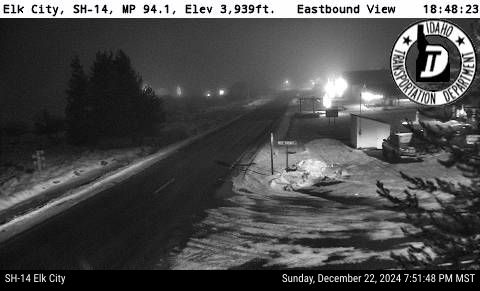 Elk City, SH-14, MP 94.1, Elev 3,939ft.   Eastbound View   18:48:23
IDAHO
TRANSPORTATION DEPARTMENT
SH-14 Elk City   Sunday, December 22, 2024 7:51:48 PM MST